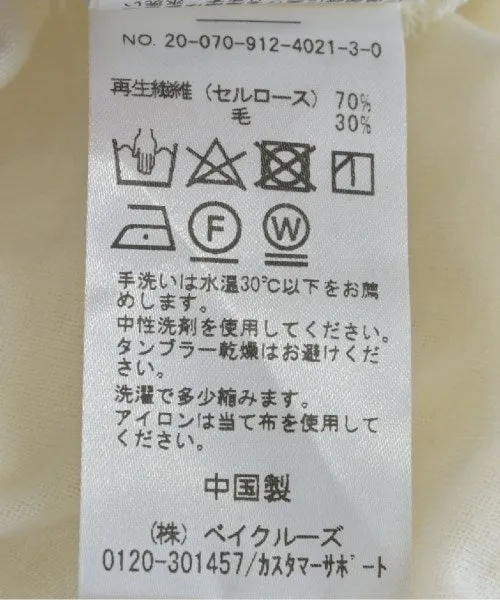 NO. 20-070-912-4021-3-0
再生繊維（セルロース） 70%
毛 30%
F
W
手洗いは水温30℃以下をお薦
めします。
中性洗剤を使用してください。
タンブラー乾燥はお避けくだ
さい。
洗濯で多少縮みます。
アイロンは当て布を使用して
ください。
中国製
（株）ベイクルーズ
0120-301457/カスタマーサポート